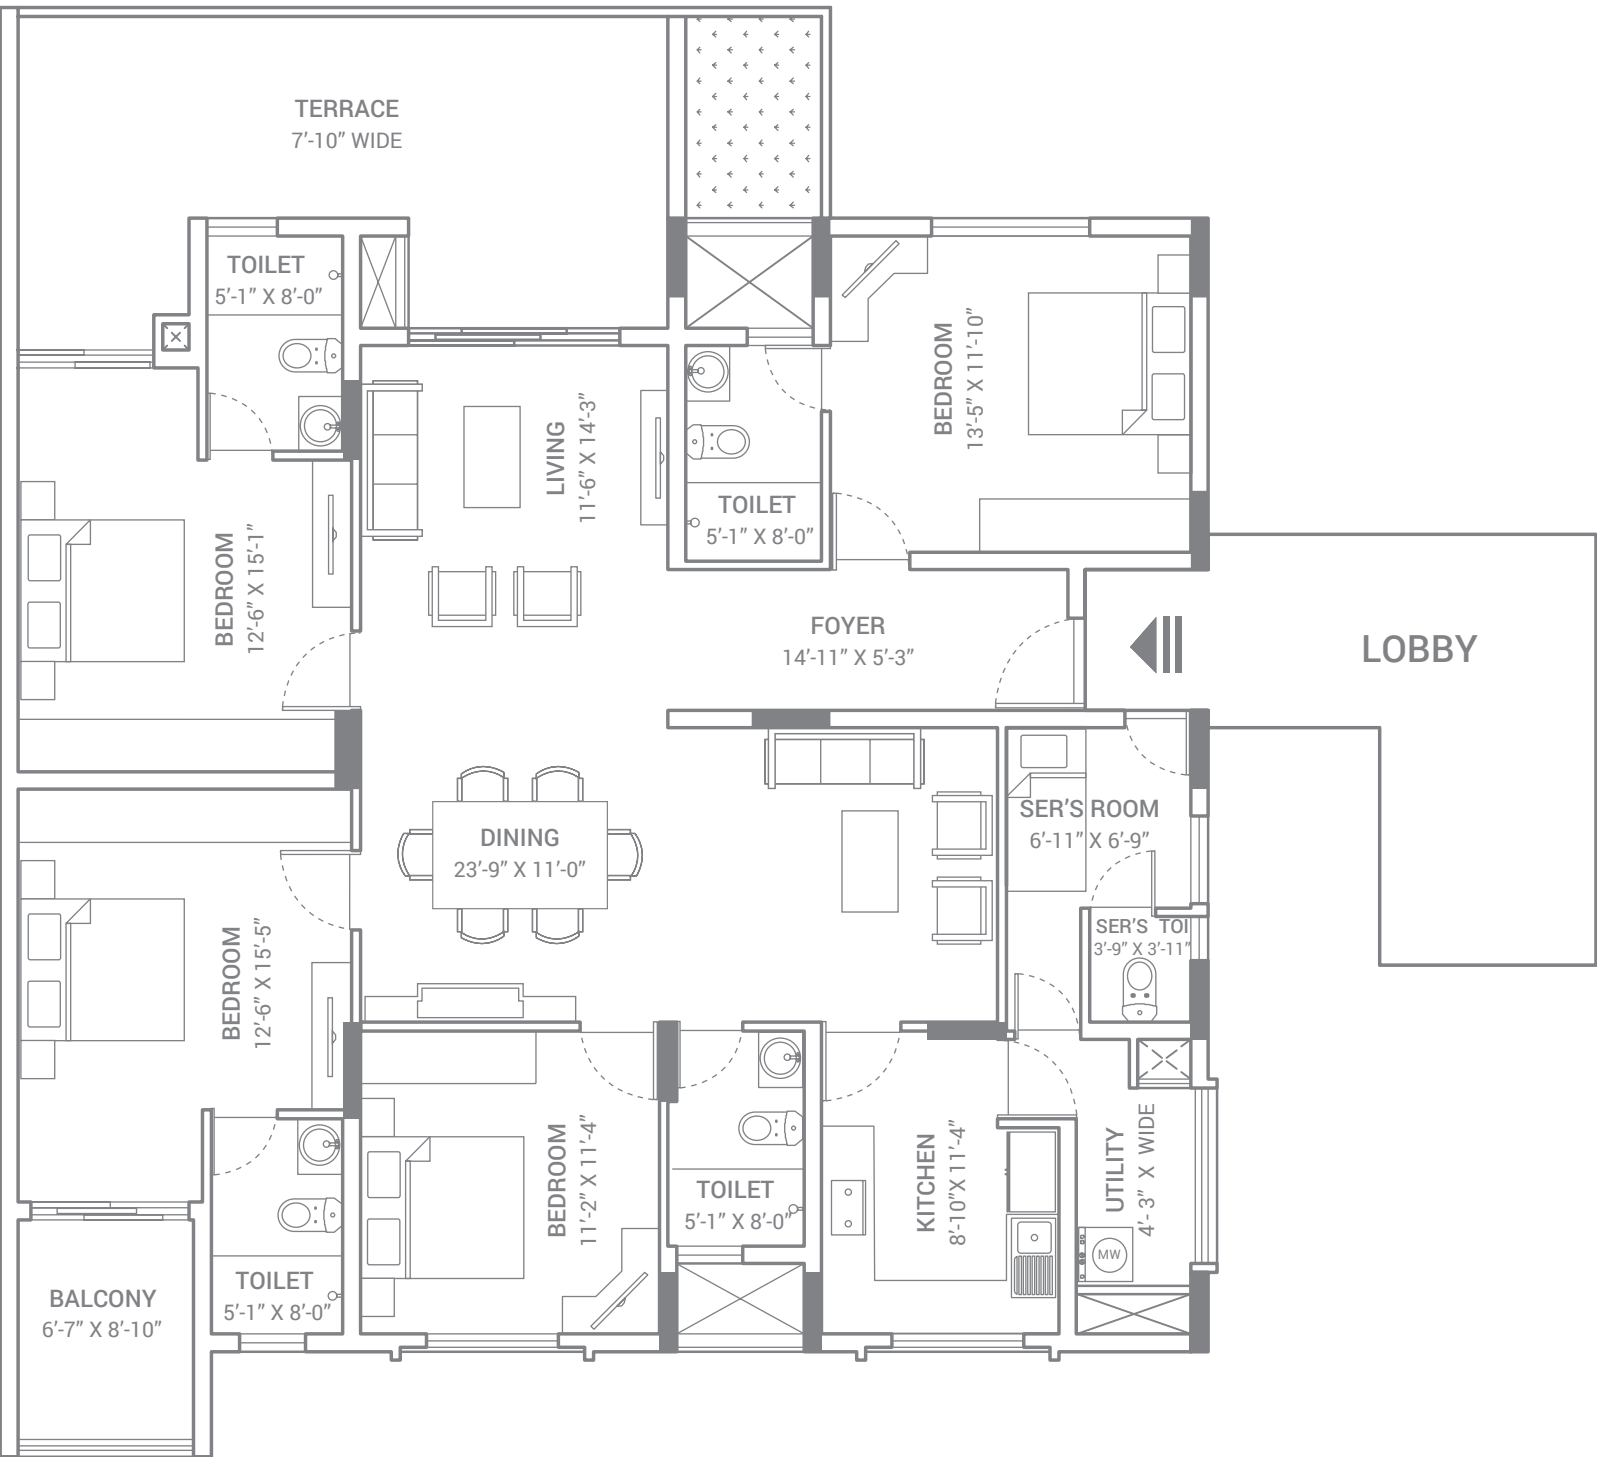 TERRACE
7'-10" WIDE
TOILET
5'-1" X 8'-0"
BEDROOM
13'-5" X 11'-10"
LIVING
11'-6" X 14'-3"
TOILET
5'-1" X 8'-0"
BEDROOM
12'-6" X 15'-1"
FOYER
14'-11" X 5'-3"
LOBBY
DINING
23'-9" X 11'-0"
SER'S ROOM
6'-11" X 6'-9"
SER'S TOI
3'-9" X 3'-11"
BEDROOM
12'-6" X 15'-5"
BEDROOM
11'-2" X 11'-4"
TOILET
5'-1" X 8'-0"
KITCHEN
8'-10"X 11'-4"
UTILITY
4'- 3" X WIDE
MW
TOILET
5'-1" X 8'-0"
BALCONY
6'-7" X 8'-10"